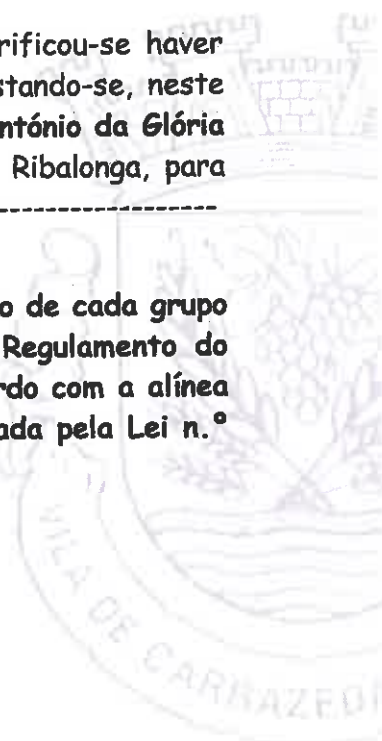 rificou-se haver
stando-se, neste
ntónio da Glória
Ribalonga, para
--------------------
o de cada grupo
Regulamento do
rdo com a alínea
ada pela Lei n.º
VILA DE CARRAZED